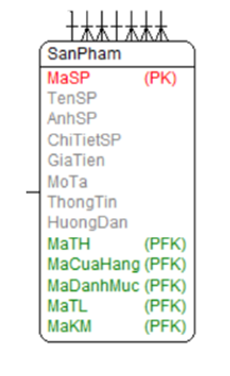 SanPham
MaSP (PK)
TenSP
AnhSP
ChiTietSP
GiaTien
MoTa
ThongTin
HuongDan
MaTH (PFK)
MaCuaHang (PFK)
MaDanhMuc (PFK)
MaTL (PFK)
MaKM (PFK)